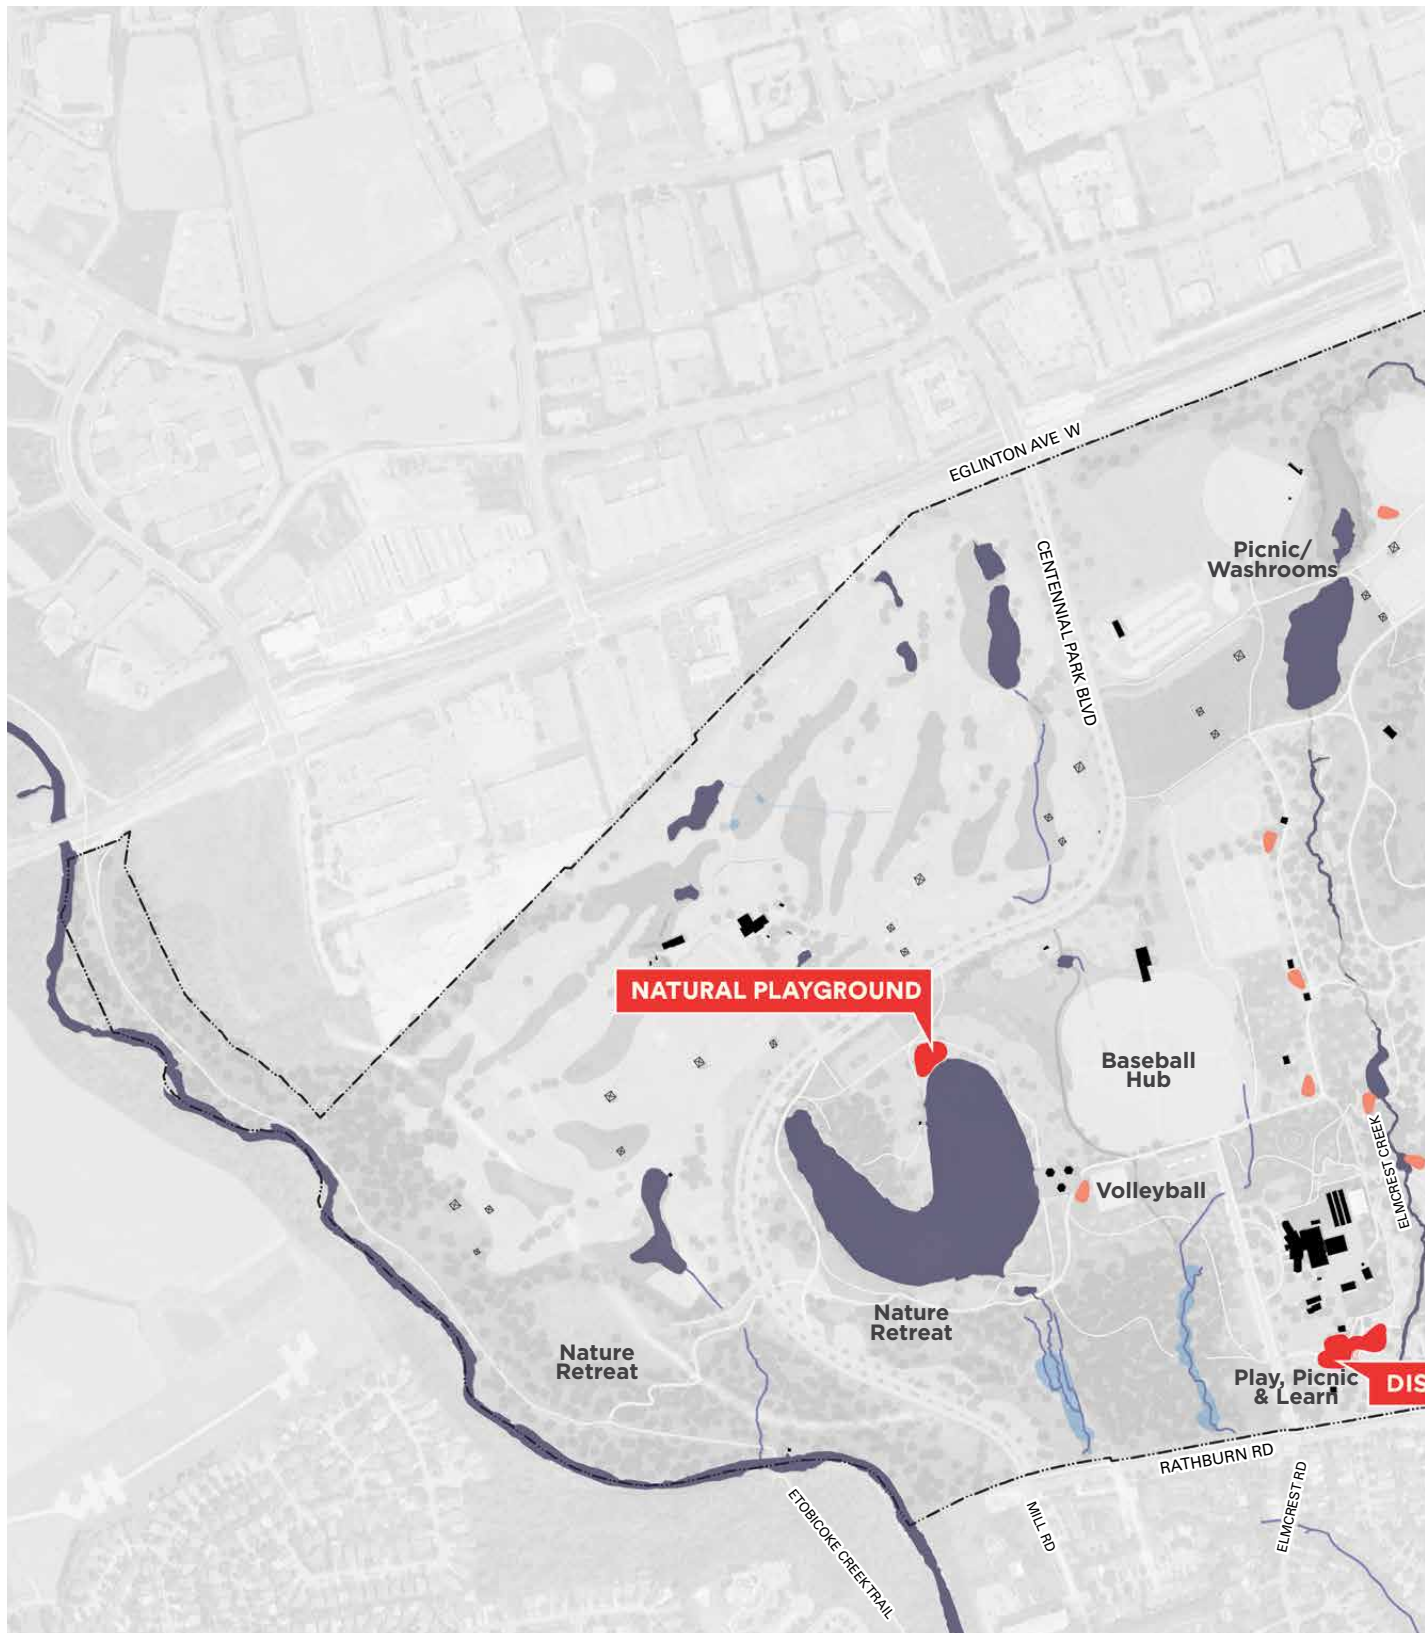 EGLINTON AVE W
CENTENNIAL PARK BLVD
Picnic/
Washrooms
NATURAL PLAYGROUND
Baseball
Hub
Volleyball
ELMCREST CREEK
Nature
Retreat
Nature
Retreat
Play, Picnic
& Learn
DIS
RATHBURN RD
ETOBICOKE CREEK TRAIL
MILL RD
ELMCREST RD